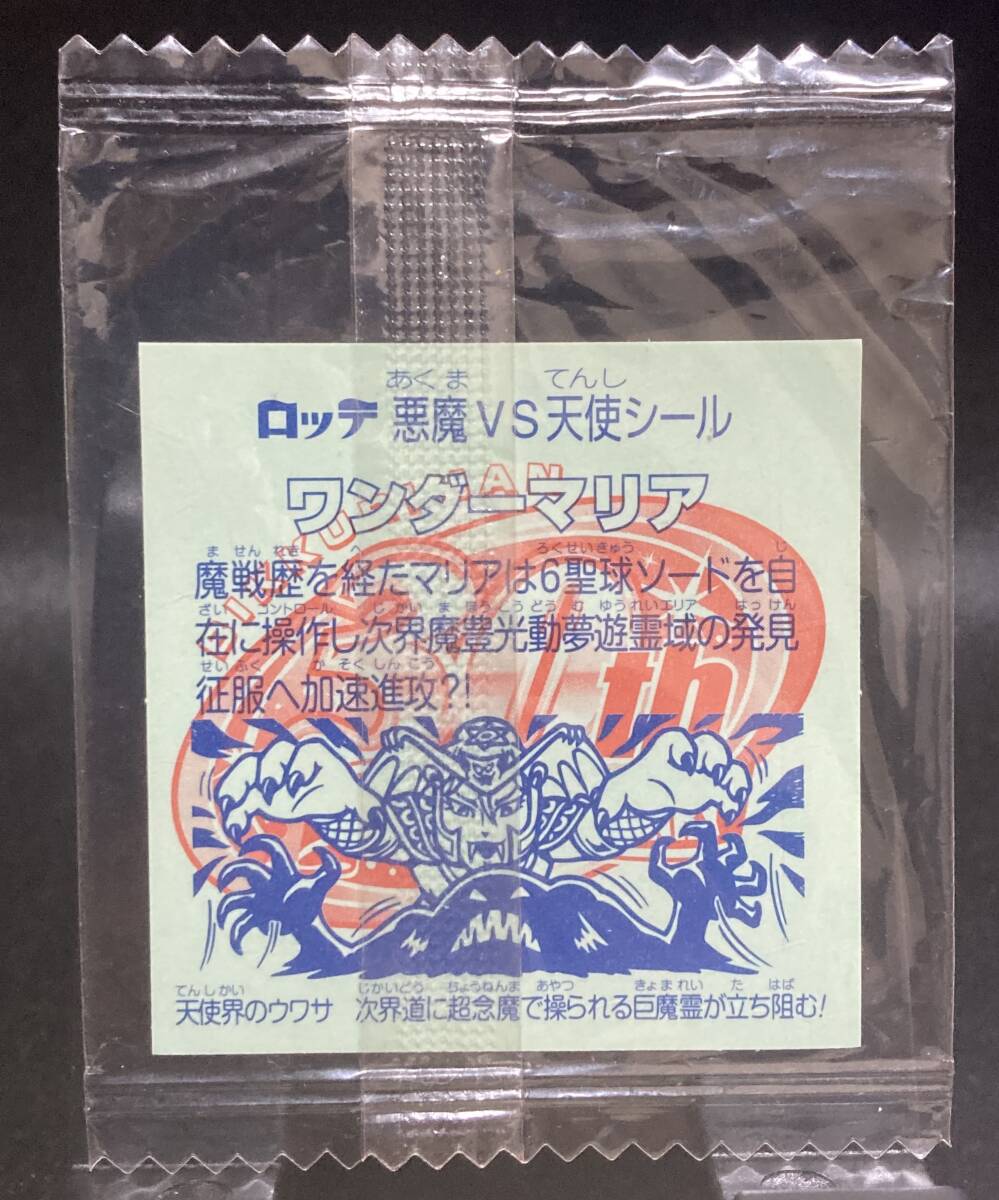 あくま てんし
ロッテ 悪魔VS天使シール
ワンダーマリア
ませんれき へ ろくせいきゅう じ
魔戦歴を経たマリアは6聖球ソードを自
ざい コントロール じかいまほうこうどうむゆうれいエリア はっけん
在に操作し次界魔豊光動夢遊霊域の発見
せいふく かそくしんこう
征服へ加速進攻?!
th
てんしかい じかいどう ちょうねんま あやつ きょまれい た はば
天使界のウワサ 次界道に超念魔で操られる巨魔霊が立ち阻む!